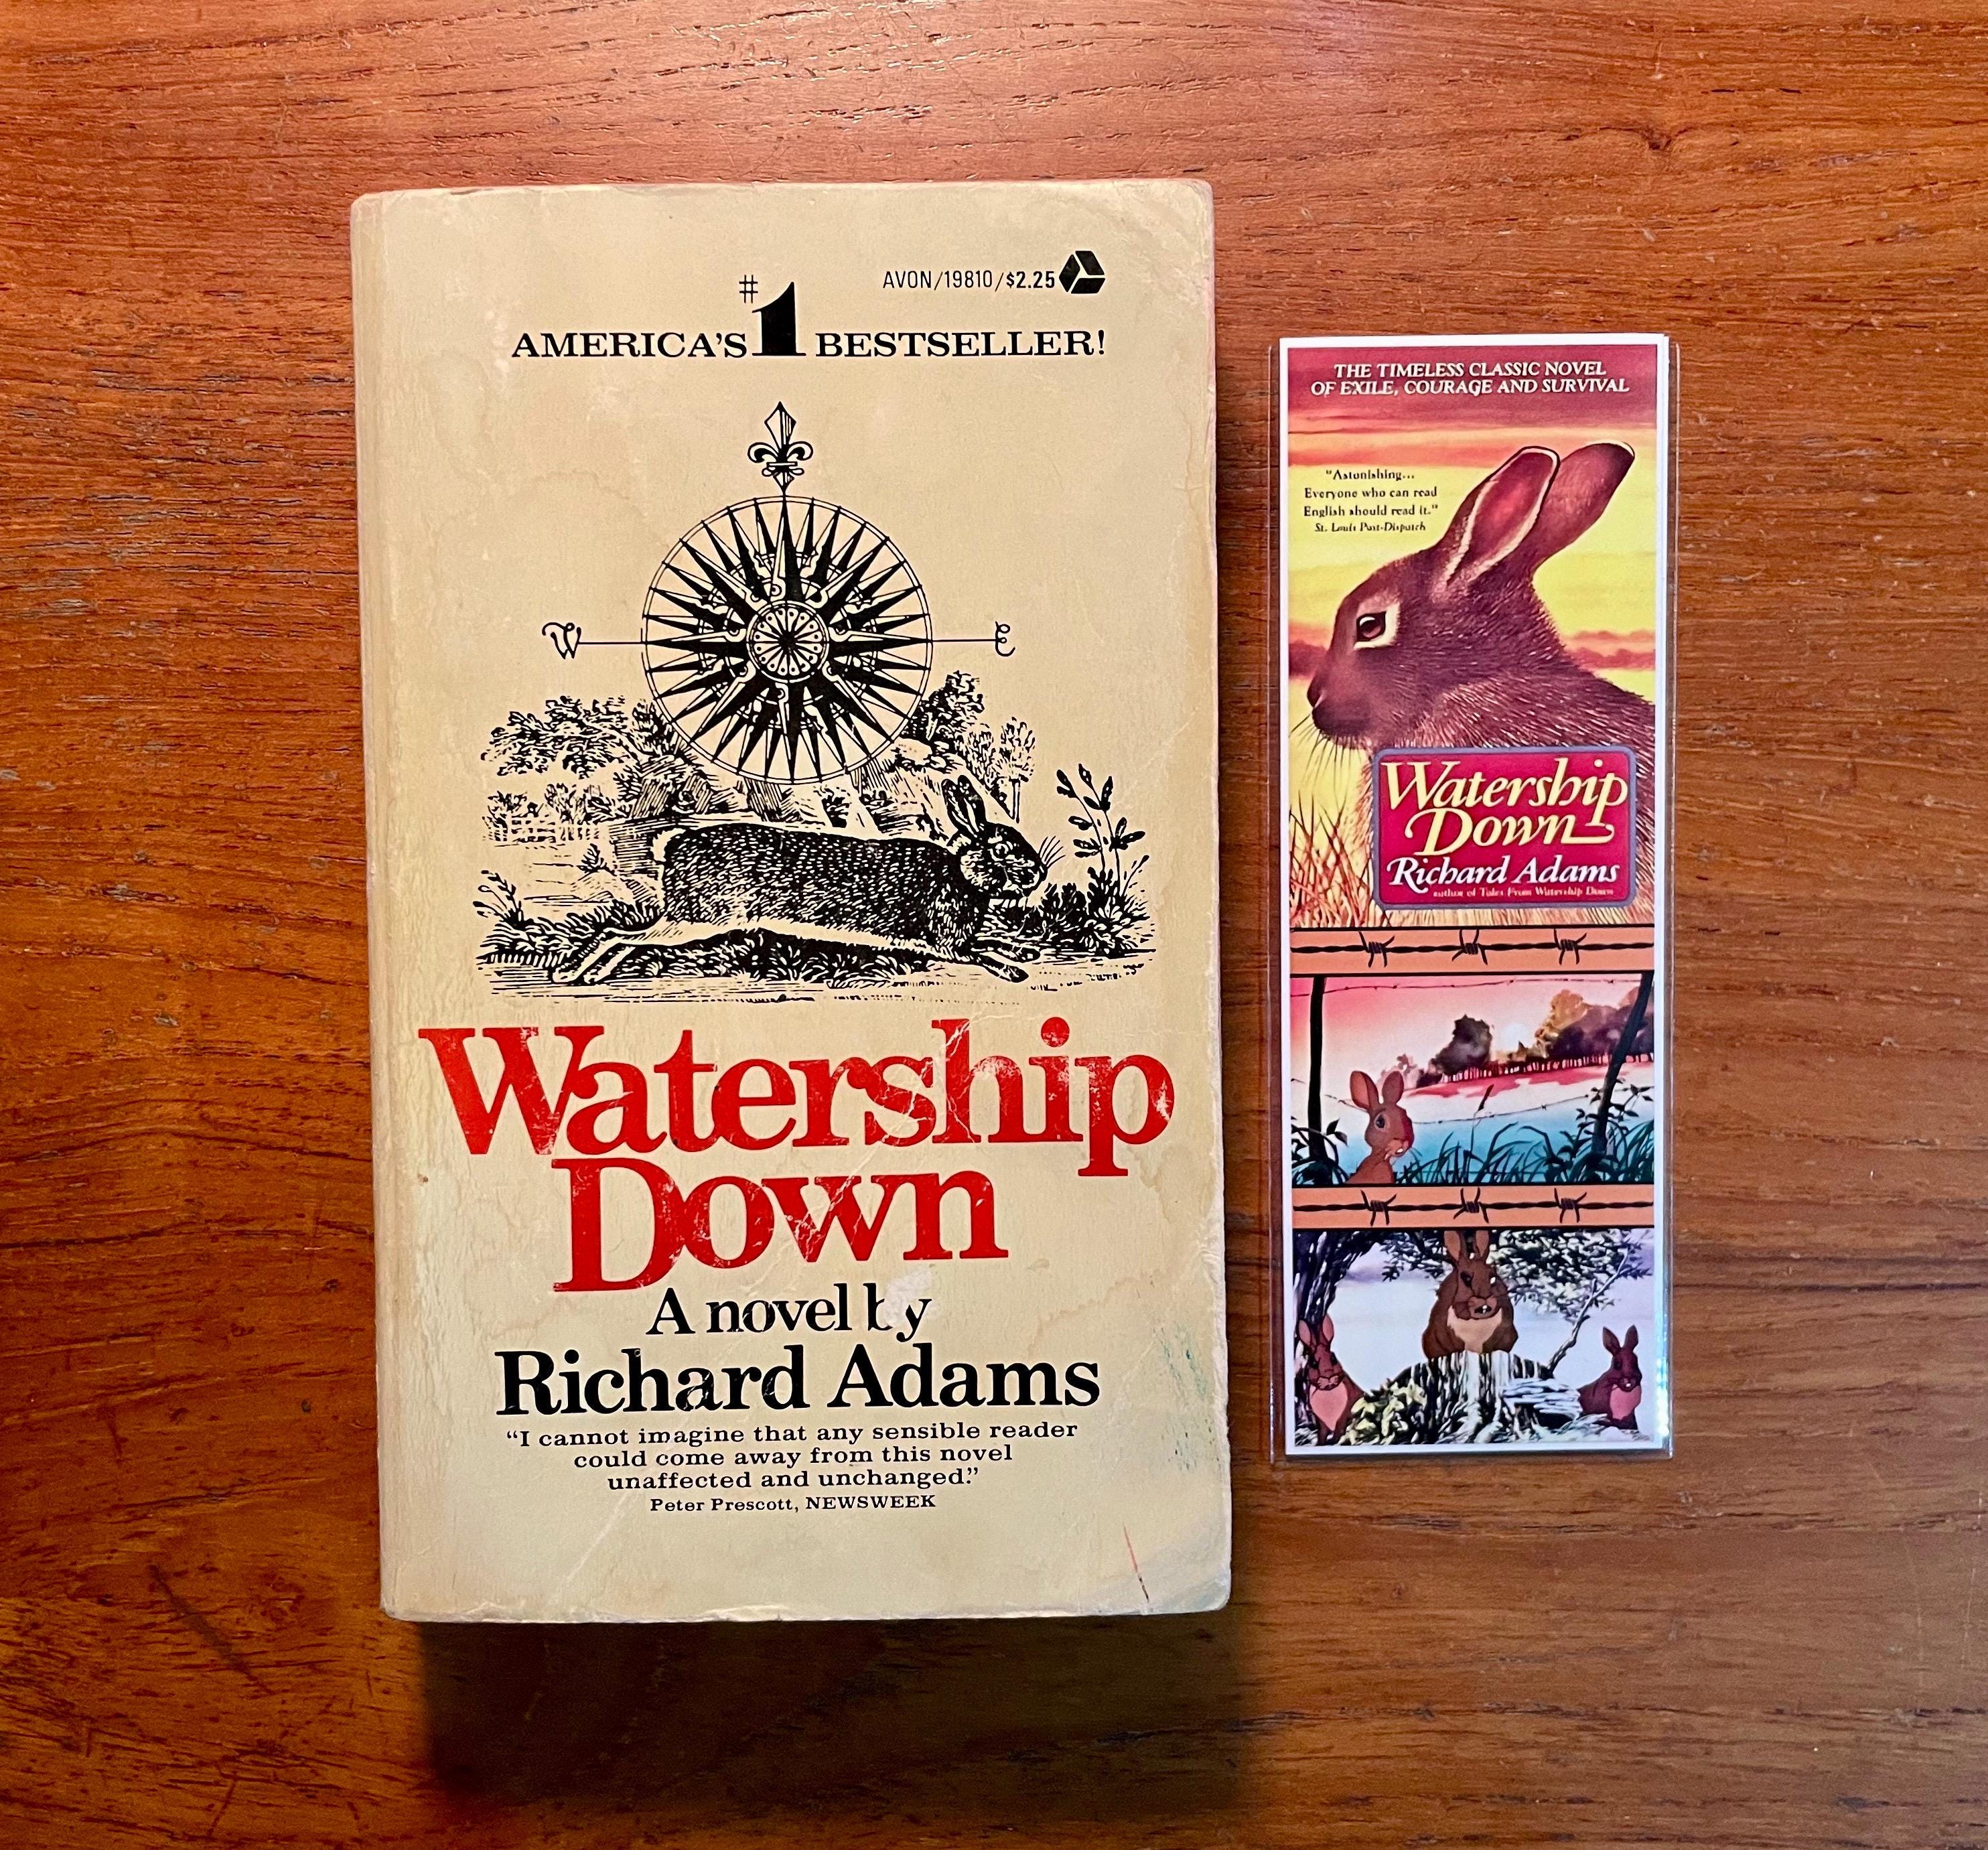 AVON/19810/$2.25
#1
AMERICA'S BESTSELLER!
W E
Watership
Down
A novel by
Richard Adams
“I cannot imagine that any sensible reader
could come away from this novel
unaffected and unchanged.”
Peter Prescott, NEWSWEEK
THE TIMELESS CLASSIC NOVEL
OF EXILE, COURAGE AND SURVIVAL
“Astonishing...
Everyone who can read
English should read it.”
St. Louis Post-Dispatch
Watership
Down
Richard Adams
author of Tales From Watership Down